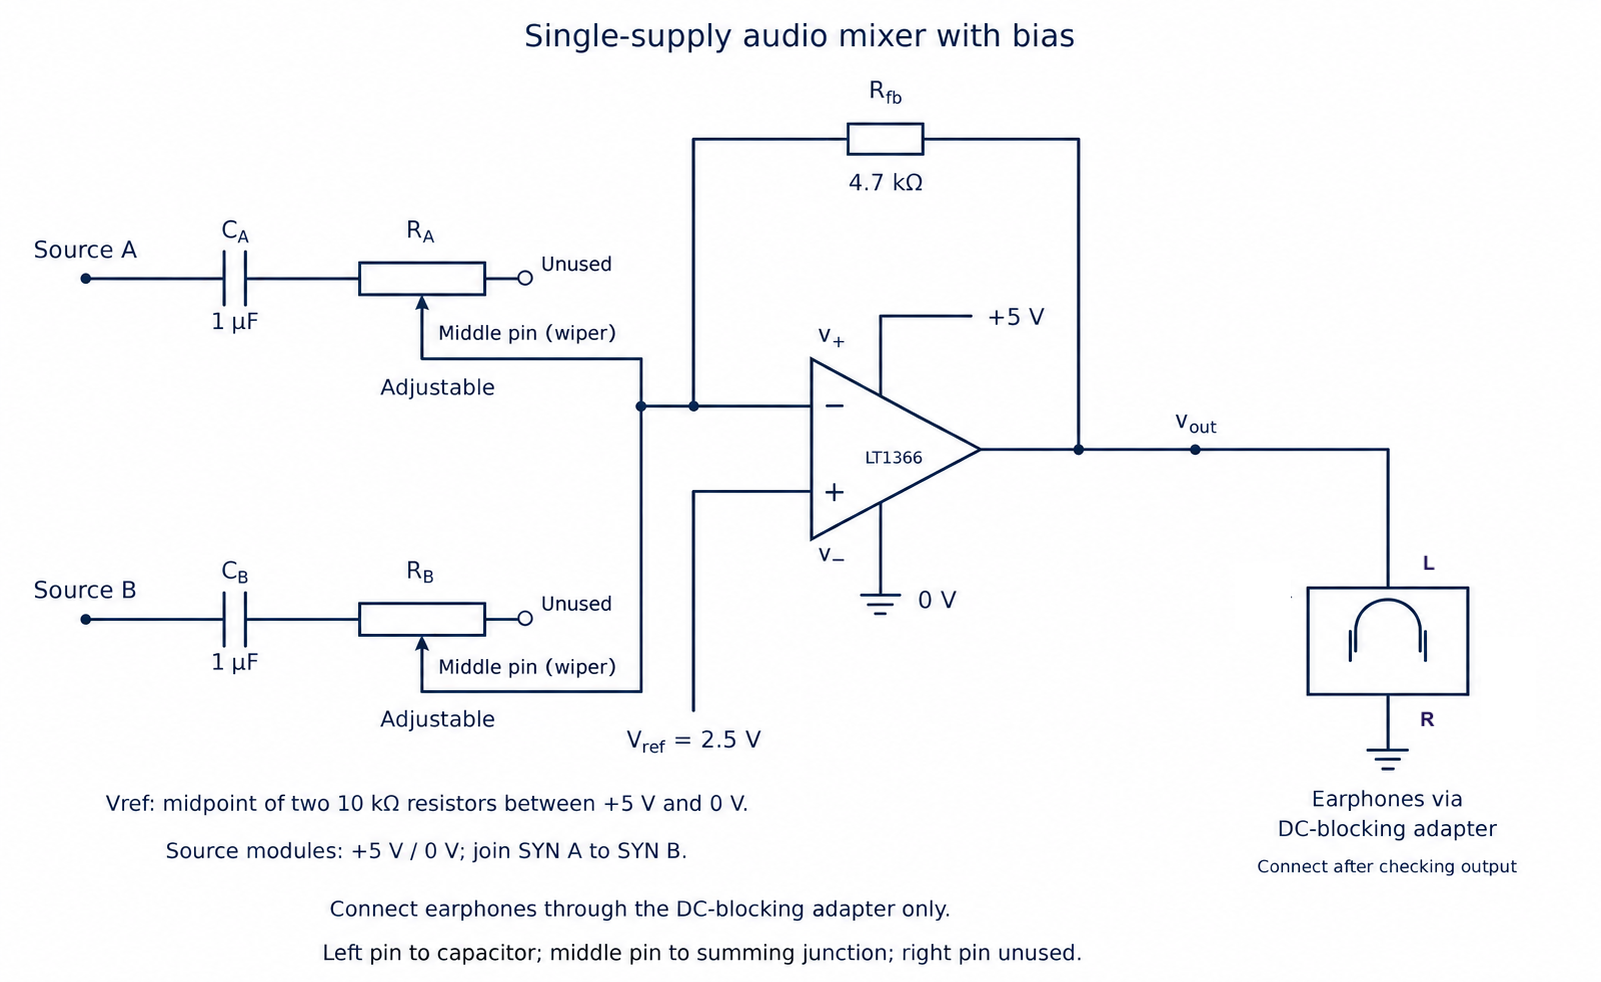 Single-supply audio mixer with bias
Rfb
4.7 kΩ
Source A
CA
1 µF
RA
Unused
Middle pin (wiper)
Adjustable
v+
+5 V
−
LT1366
+
v−
0 V
vout
Source B
CB
1 µF
RB
Unused
Middle pin (wiper)
Adjustable
Vref = 2.5 V
L
R
Earphones via
DC-blocking adapter
Connect after checking output
Vref: midpoint of two 10 kΩ resistors between +5 V and 0 V.
Source modules: +5 V / 0 V; join SYN A to SYN B.
Connect earphones through the DC-blocking adapter only.
Left pin to capacitor; middle pin to summing junction; right pin unused.